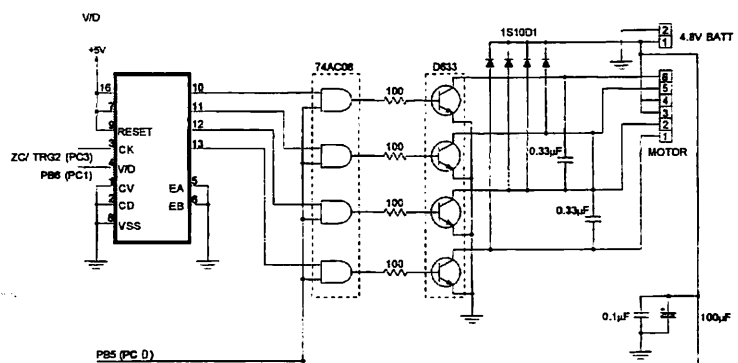 V/D
+5V
16
7
9
RESET
3
CK
4
V/D
1
CV
2
CD
8
VSS
EA
5
EB
6
10
11
12
13
ZC/ TRG2 (PC3)
PB6 (PC1)
PB5 (PC 0)
74AC08
100
100
100
100
D633
1S10D1
0.33µF
0.33µF
2
1
4.8V BATT
6
5
4
3
2
1
MOTOR
0.1µF
100µF